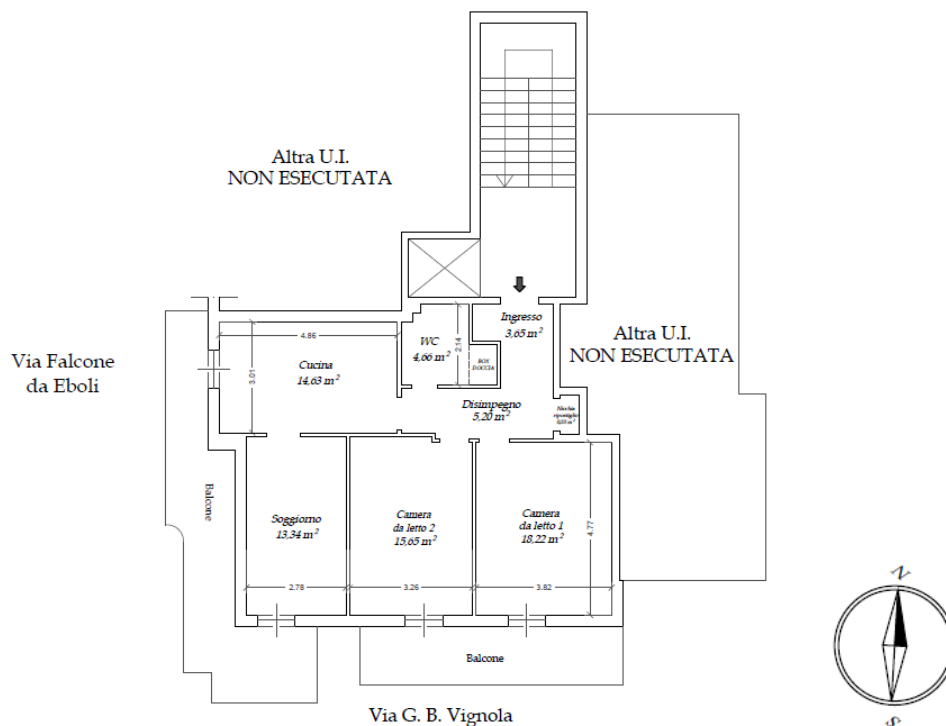 Altra U.I.
NON ESECUTATA
Ingresso
3,65 m²
Altra U.I.
NON ESECUTATA
WC
4,66 m²
2.14
4.86
Via Falcone
da Eboli
Cucina
14,63 m²
3.01
BOX
DOCCIA
Disimpegno
5,20 m²
Nicchia
ripostiglio
Balcone
Soggiorno
13,34 m²
Camera
da letto 2
15,65 m²
Camera
da letto 1
18,22 m²
4.77
2.78
3.26
3.82
N
Balcone
Via G. B. Vignola
S